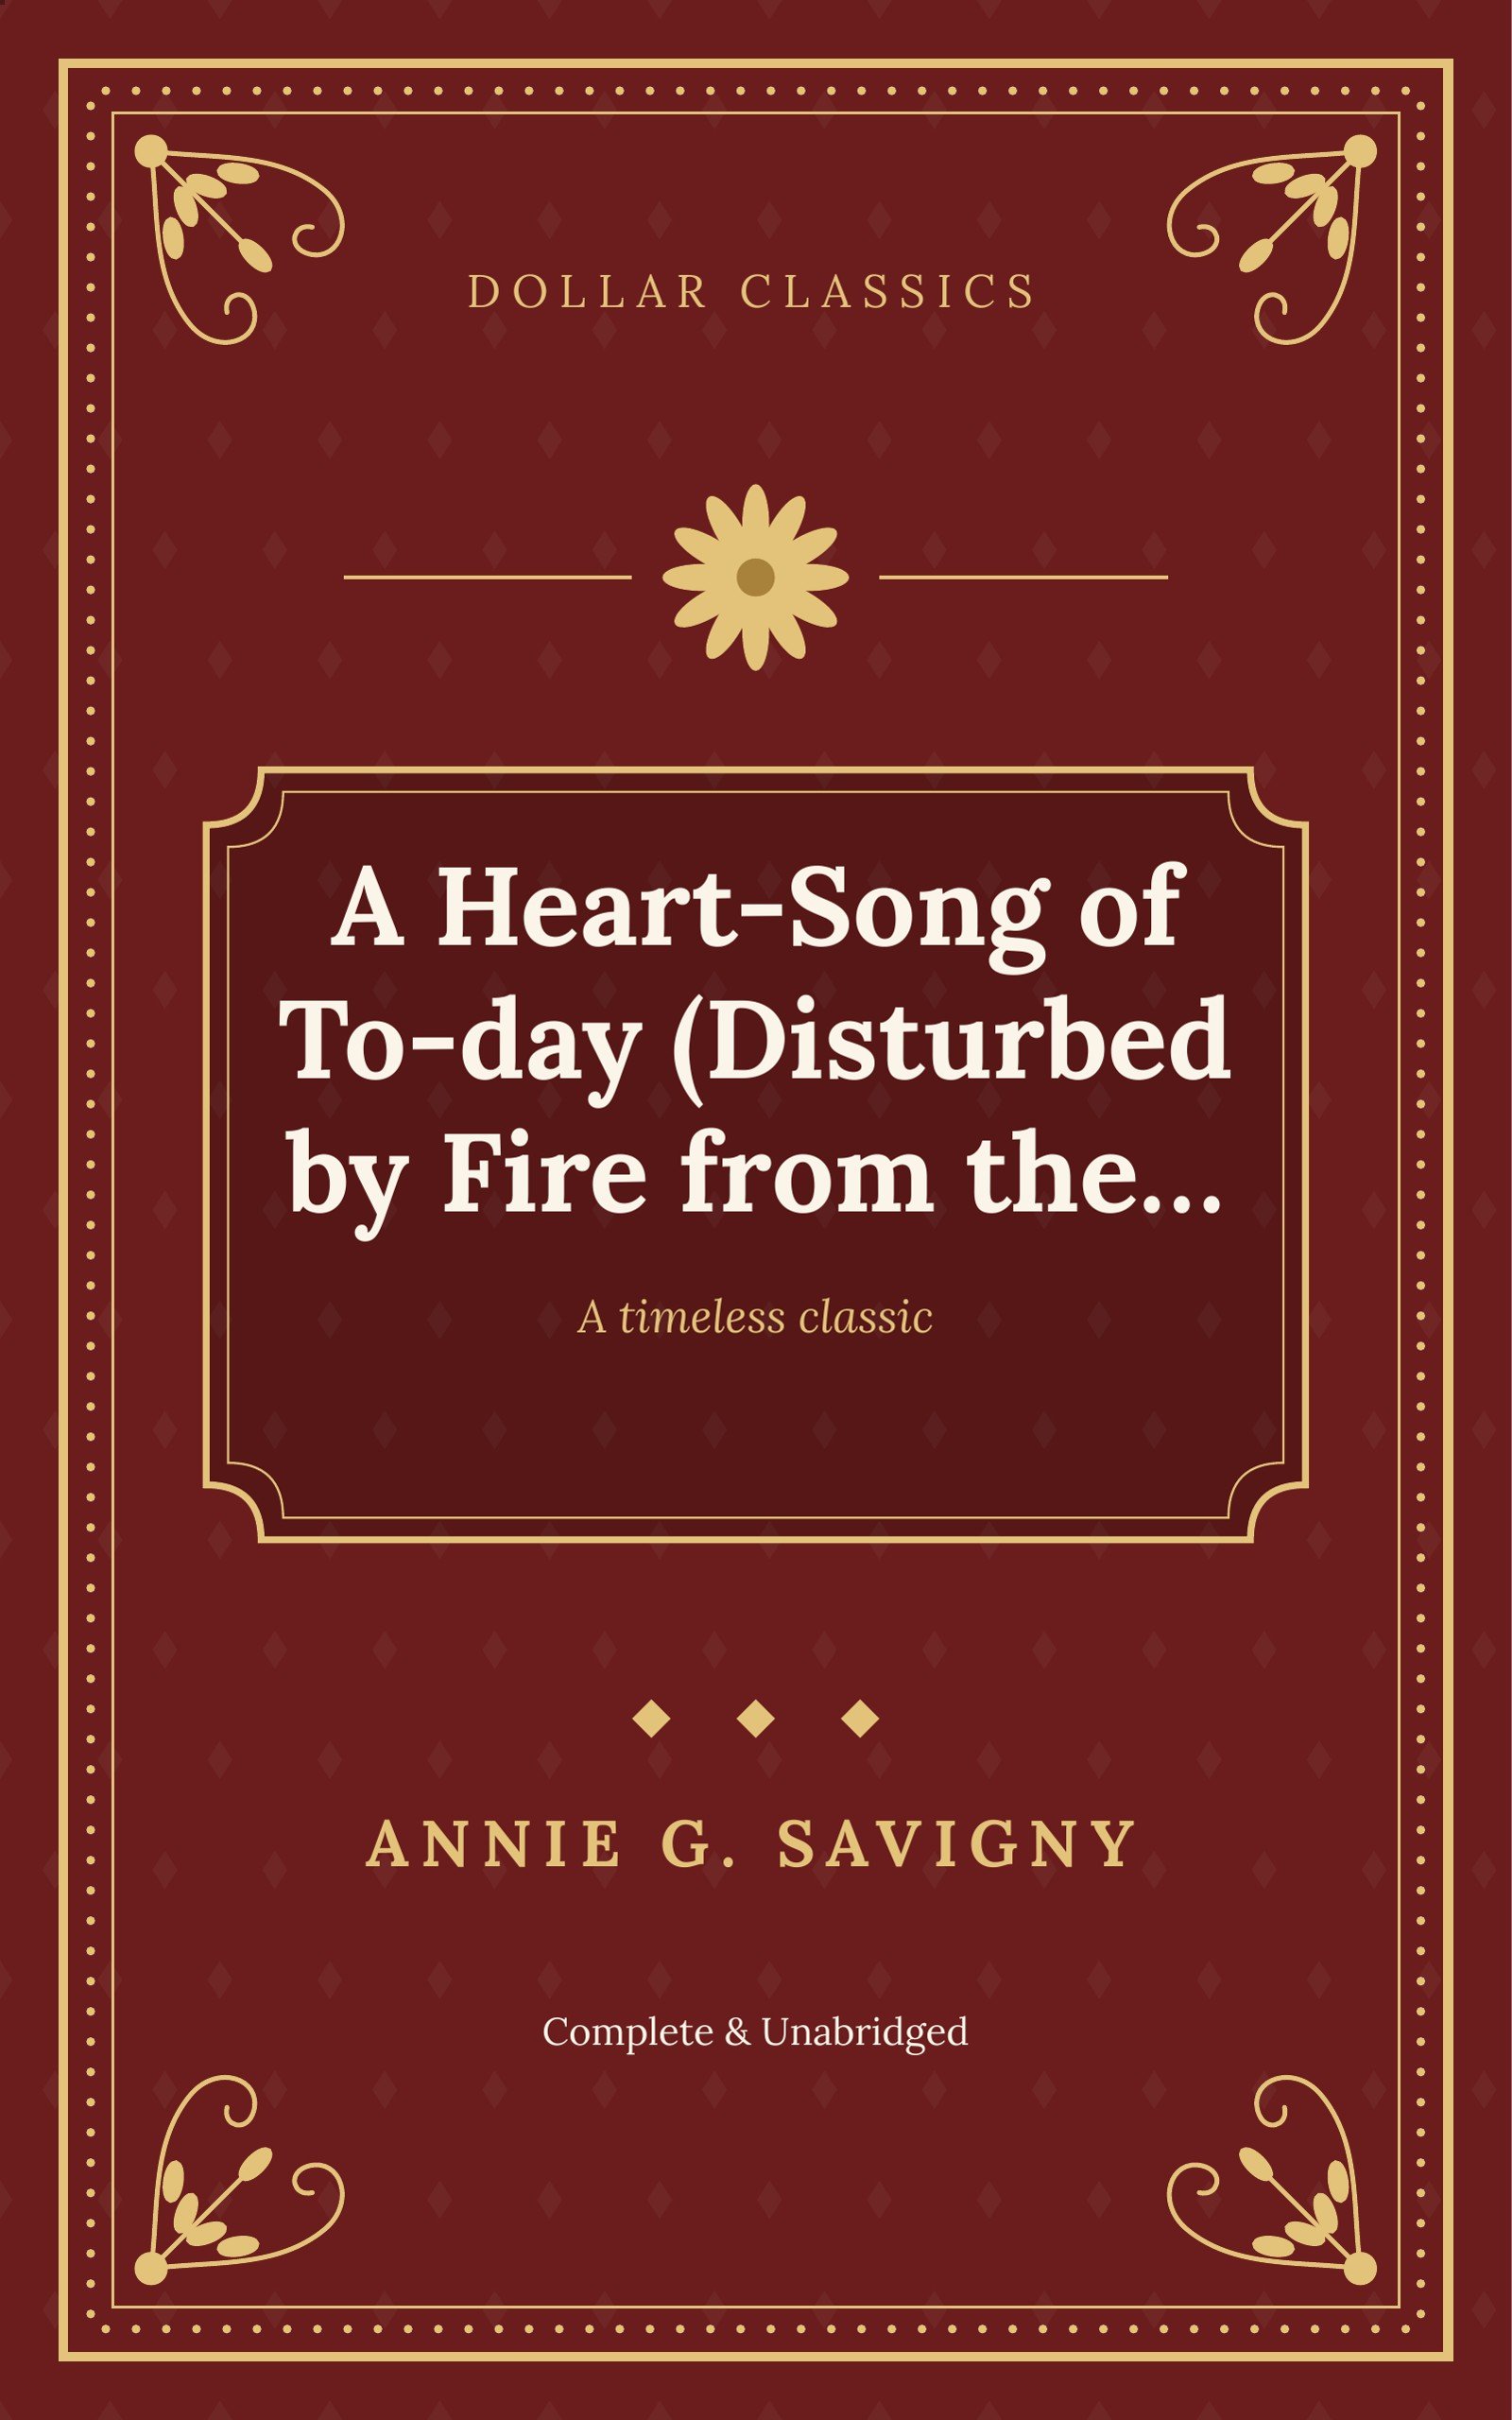 DOLLAR CLASSICS
A Heart-Song of
To-day (Disturbed
by Fire from the...
A timeless classic
ANNIE G. SAVIGNY
Complete & Unabridged